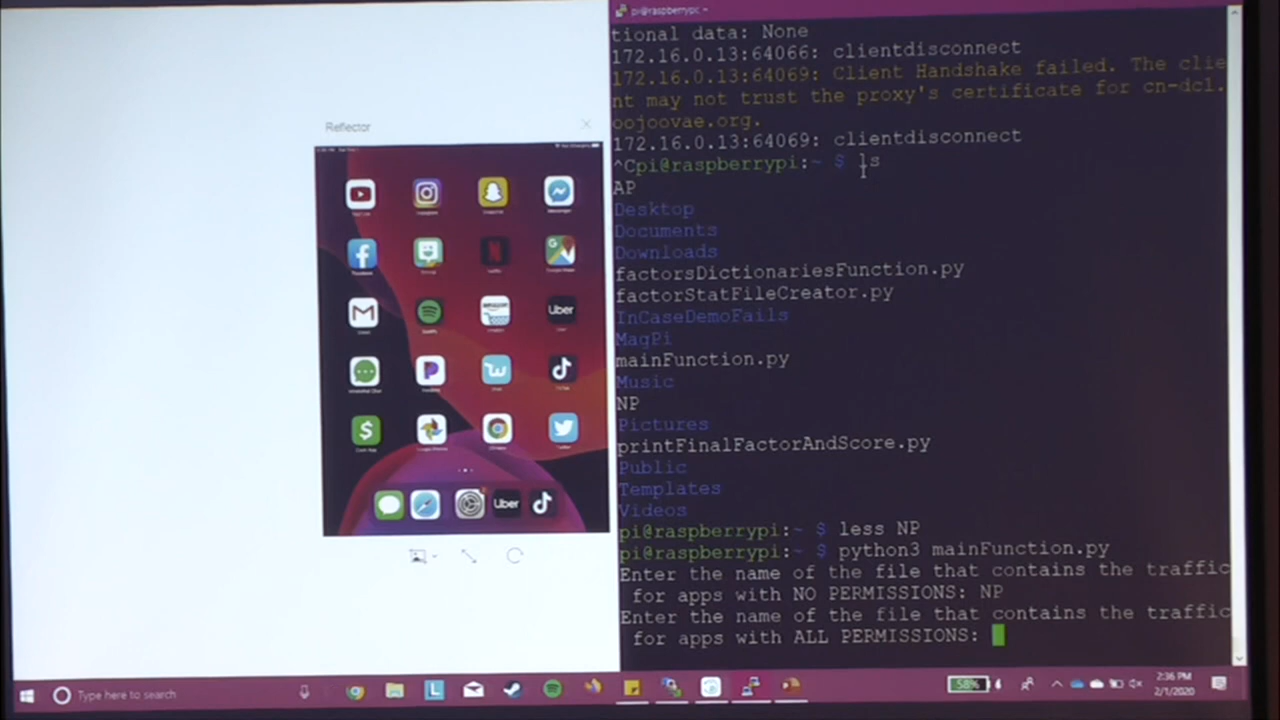 Reflector
Uber
Uber
pi@raspberrypi: ~
tional data: None
172.16.0.13:64066: clientdisconnect
172.16.0.13:64069: Client Handshake failed. The clie
nt may not trust the proxy's certificate for cn-dc1.
oojoovae.org.
172.16.0.13:64069: clientdisconnect
^Cpi@raspberrypi:~ $ ls
AP
Desktop
Documents
Downloads
factorsDictionariesFunction.py
factorStatFileCreator.py
InCaseDemoFails
MagPi
mainFunction.py
Music
NP
Pictures
printFinalFactorAndScore.py
Public
Templates
Videos
pi@raspberrypi:~ $ less NP
pi@raspberrypi:~ $ python3 mainFunction.py
Enter the name of the file that contains the traffic
for apps with NO PERMISSIONS: NP
Enter the name of the file that contains the traffic
for apps with ALL PERMISSIONS:
Type here to search
58%
2:36 PM
2/1/2020